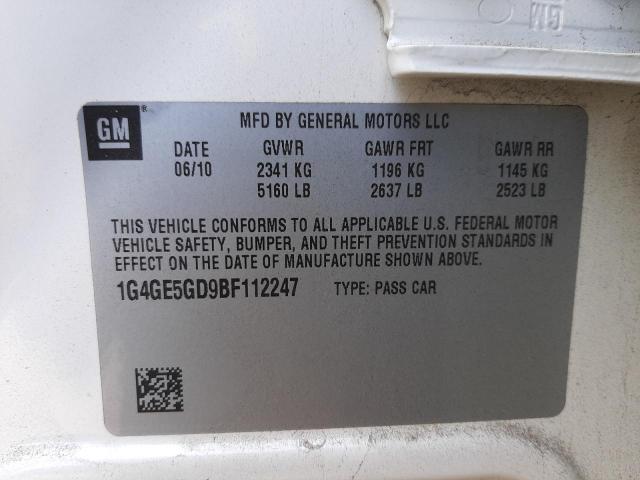 GM
GM ®
MFD BY GENERAL MOTORS LLC
DATE GVWR GAWR FRT GAWR RR
06/10 2341 KG 1196 KG 1145 KG
5160 LB 2637 LB 2523 LB
THIS VEHICLE CONFORMS TO ALL APPLICABLE U.S. FEDERAL MOTOR
VEHICLE SAFETY, BUMPER, AND THEFT PREVENTION STANDARDS IN
EFFECT ON THE DATE OF MANUFACTURE SHOWN ABOVE.
1G4GE5GD9BF112247 TYPE: PASS CAR